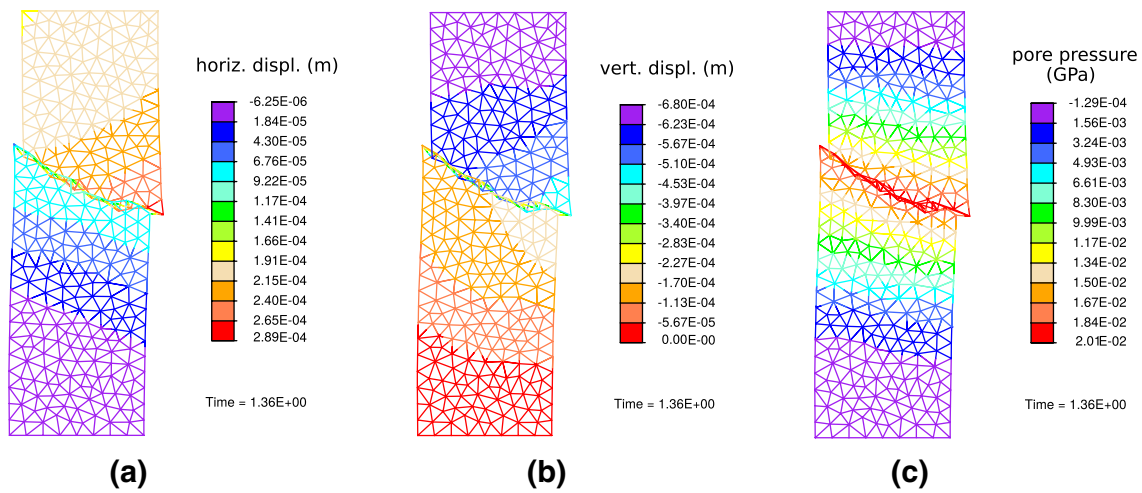 horiz. displ. (m)
-6.25E-06
1.84E-05
4.30E-05
6.76E-05
9.22E-05
1.17E-04
1.41E-04
1.66E-04
1.91E-04
2.15E-04
2.40E-04
2.65E-04
2.89E-04
Time = 1.36E+00
(a)
vert. displ. (m)
-6.80E-04
-6.23E-04
-5.67E-04
-5.10E-04
-4.53E-04
-3.97E-04
-3.40E-04
-2.83E-04
-2.27E-04
-1.70E-04
-1.13E-04
-5.67E-05
0.00E-00
Time = 1.36E+00
(b)
pore pressure
(GPa)
-1.29E-04
1.56E-03
3.24E-03
4.93E-03
6.61E-03
8.30E-03
9.99E-03
1.17E-02
1.34E-02
1.50E-02
1.67E-02
1.84E-02
2.01E-02
Time = 1.36E+00
(c)